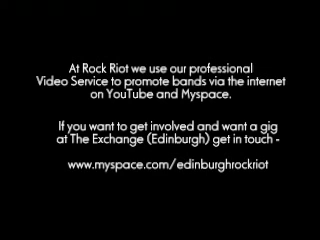 At Rock Riot we use our professional
Video Service to promote bands via the internet
on YouTube and Myspace.
If you want to get involved and want a gig
at The Exchange (Edinburgh) get in touch -
www.myspace.com/edinburghrockriot